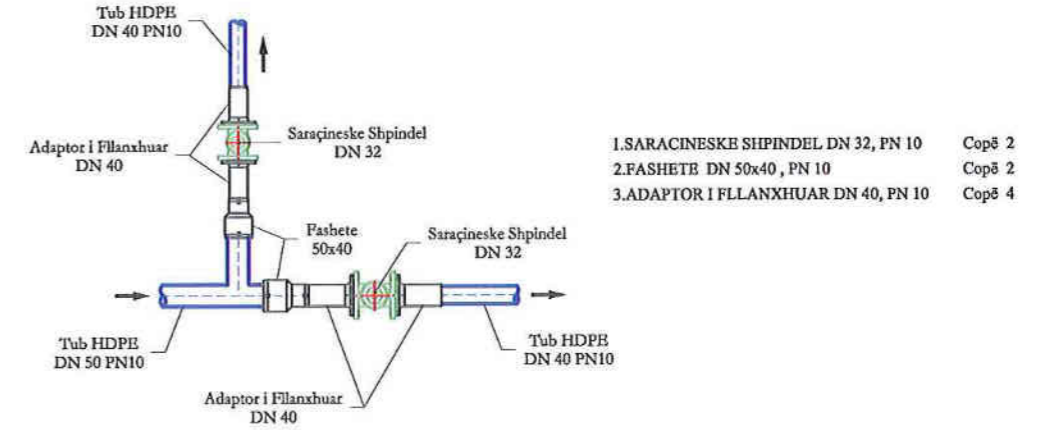 Tub HDPE
DN 40 PN10
Adaptor i Fllanxhuar
DN 40
Saraçineske Shpindel
DN 32
Fashete
50x40
Saraçineske Shpindel
DN 32
Tub HDPE
DN 50 PN10
Tub HDPE
DN 40 PN10
Adaptor i Fllanxhuar
DN 40
1.SARACINESKE SHPINDEL DN 32, PN 10 Copë 2
2.FASHETE DN 50x40 , PN 10 Copë 2
3.ADAPTOR I FLLANXHUAR DN 40, PN 10 Copë 4